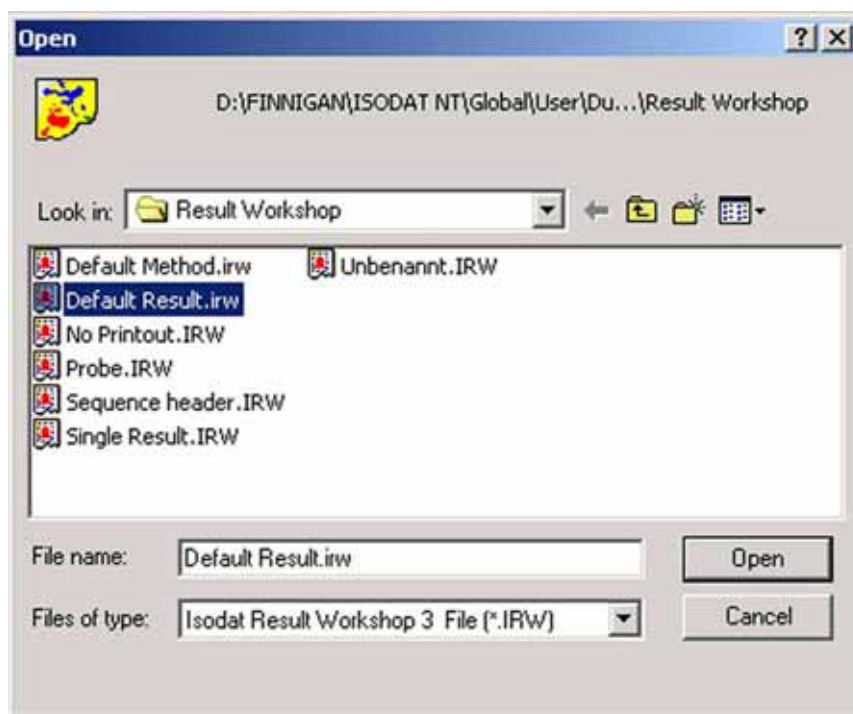 Open
D:\FINNIGAN\ISODAT NT\Global\User\Du...\Result Workshop
Look in: Result Workshop
Default Method.irw
Default Result.irw
No Printout.IRW
Probe.IRW
Sequence header.IRW
Single Result.IRW
Unbenannt.IRW
File name: Default Result.irw
Open
Files of type: Isodat Result Workshop 3 File (*.IRW)
Cancel